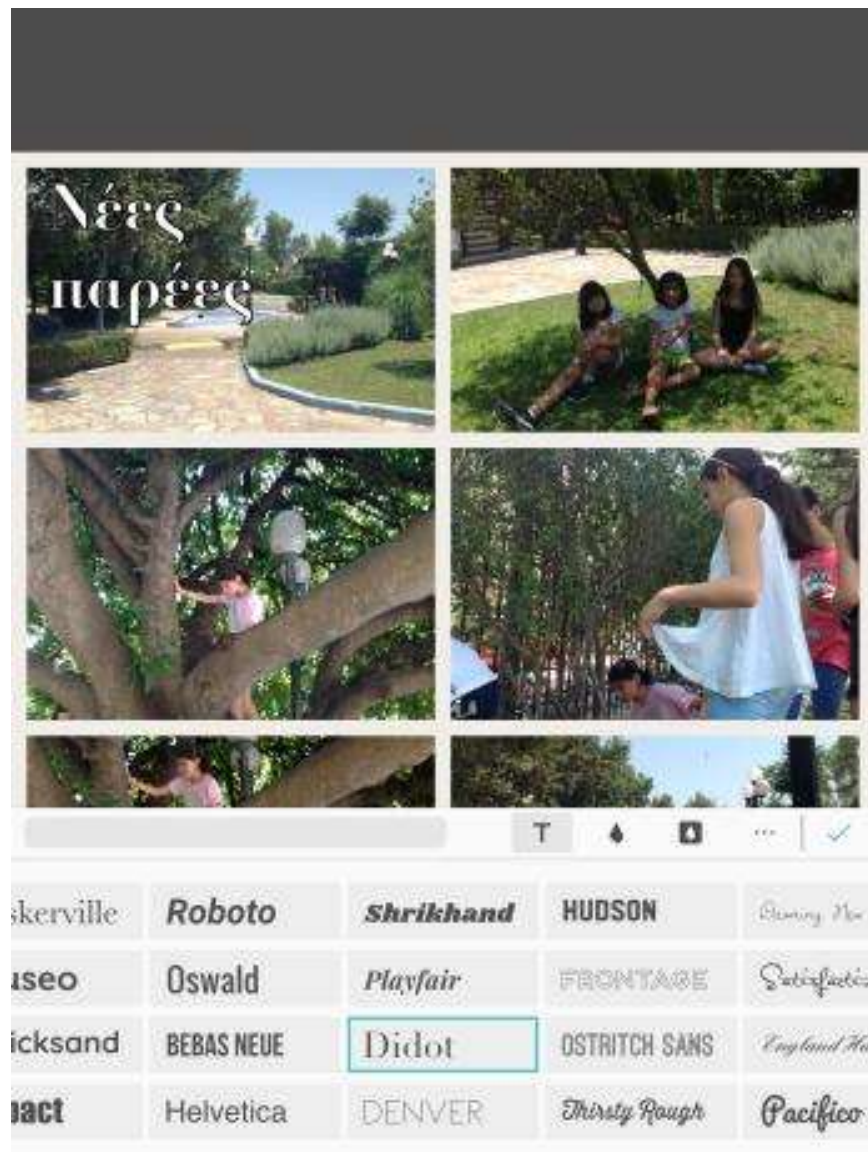 Νέες
παρέες
skerville Roboto Shrikhand HUDSON
useo Oswald Playfair FRONTAGE
icksand BEBAS NEUE Didot OSTRITCH SANS
pact Helvetica DENVER Thirsty Rough Pacifico